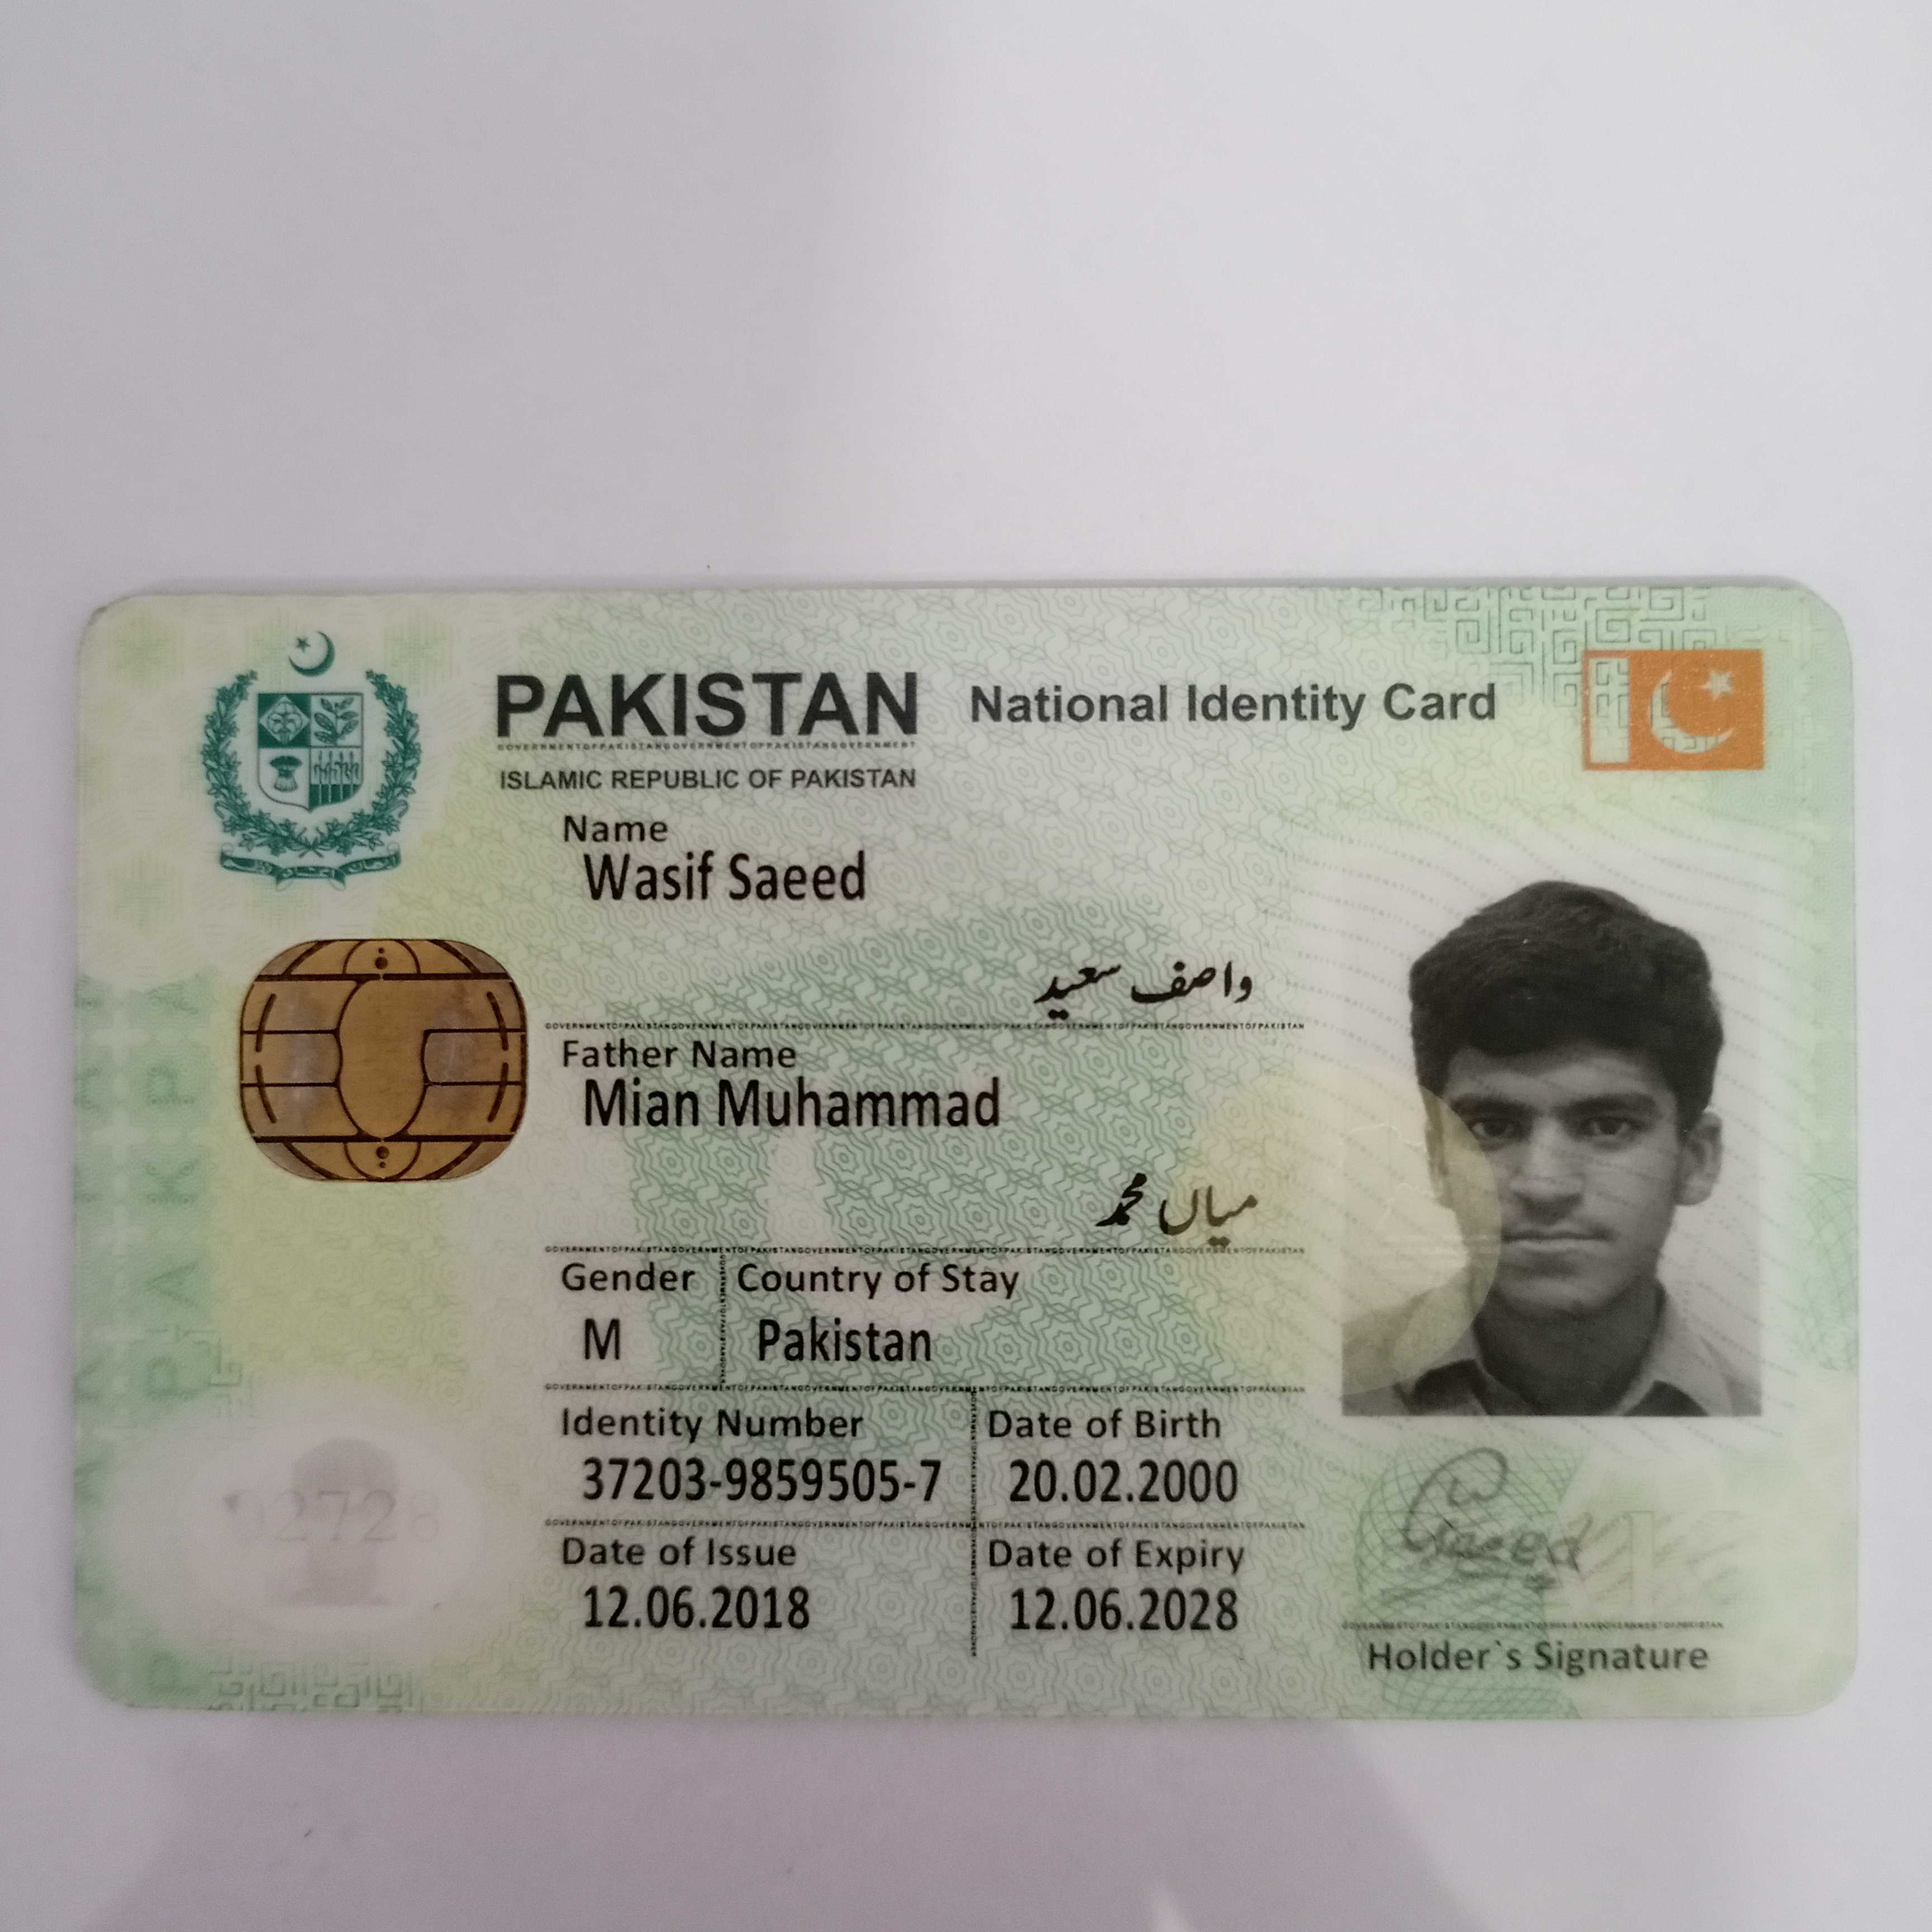 PAKISTAN National Identity Card
ISLAMIC REPUBLIC OF PAKISTAN
Name
Wasif Saeed
واصف سعید
Father Name
Mian Muhammad
میاں محمد
Gender Country of Stay
M Pakistan
Identity Number Date of Birth
37203-9859505-7 20.02.2000
Date of Issue Date of Expiry
12.06.2018 12.06.2028
Saeed
Holder`s Signature